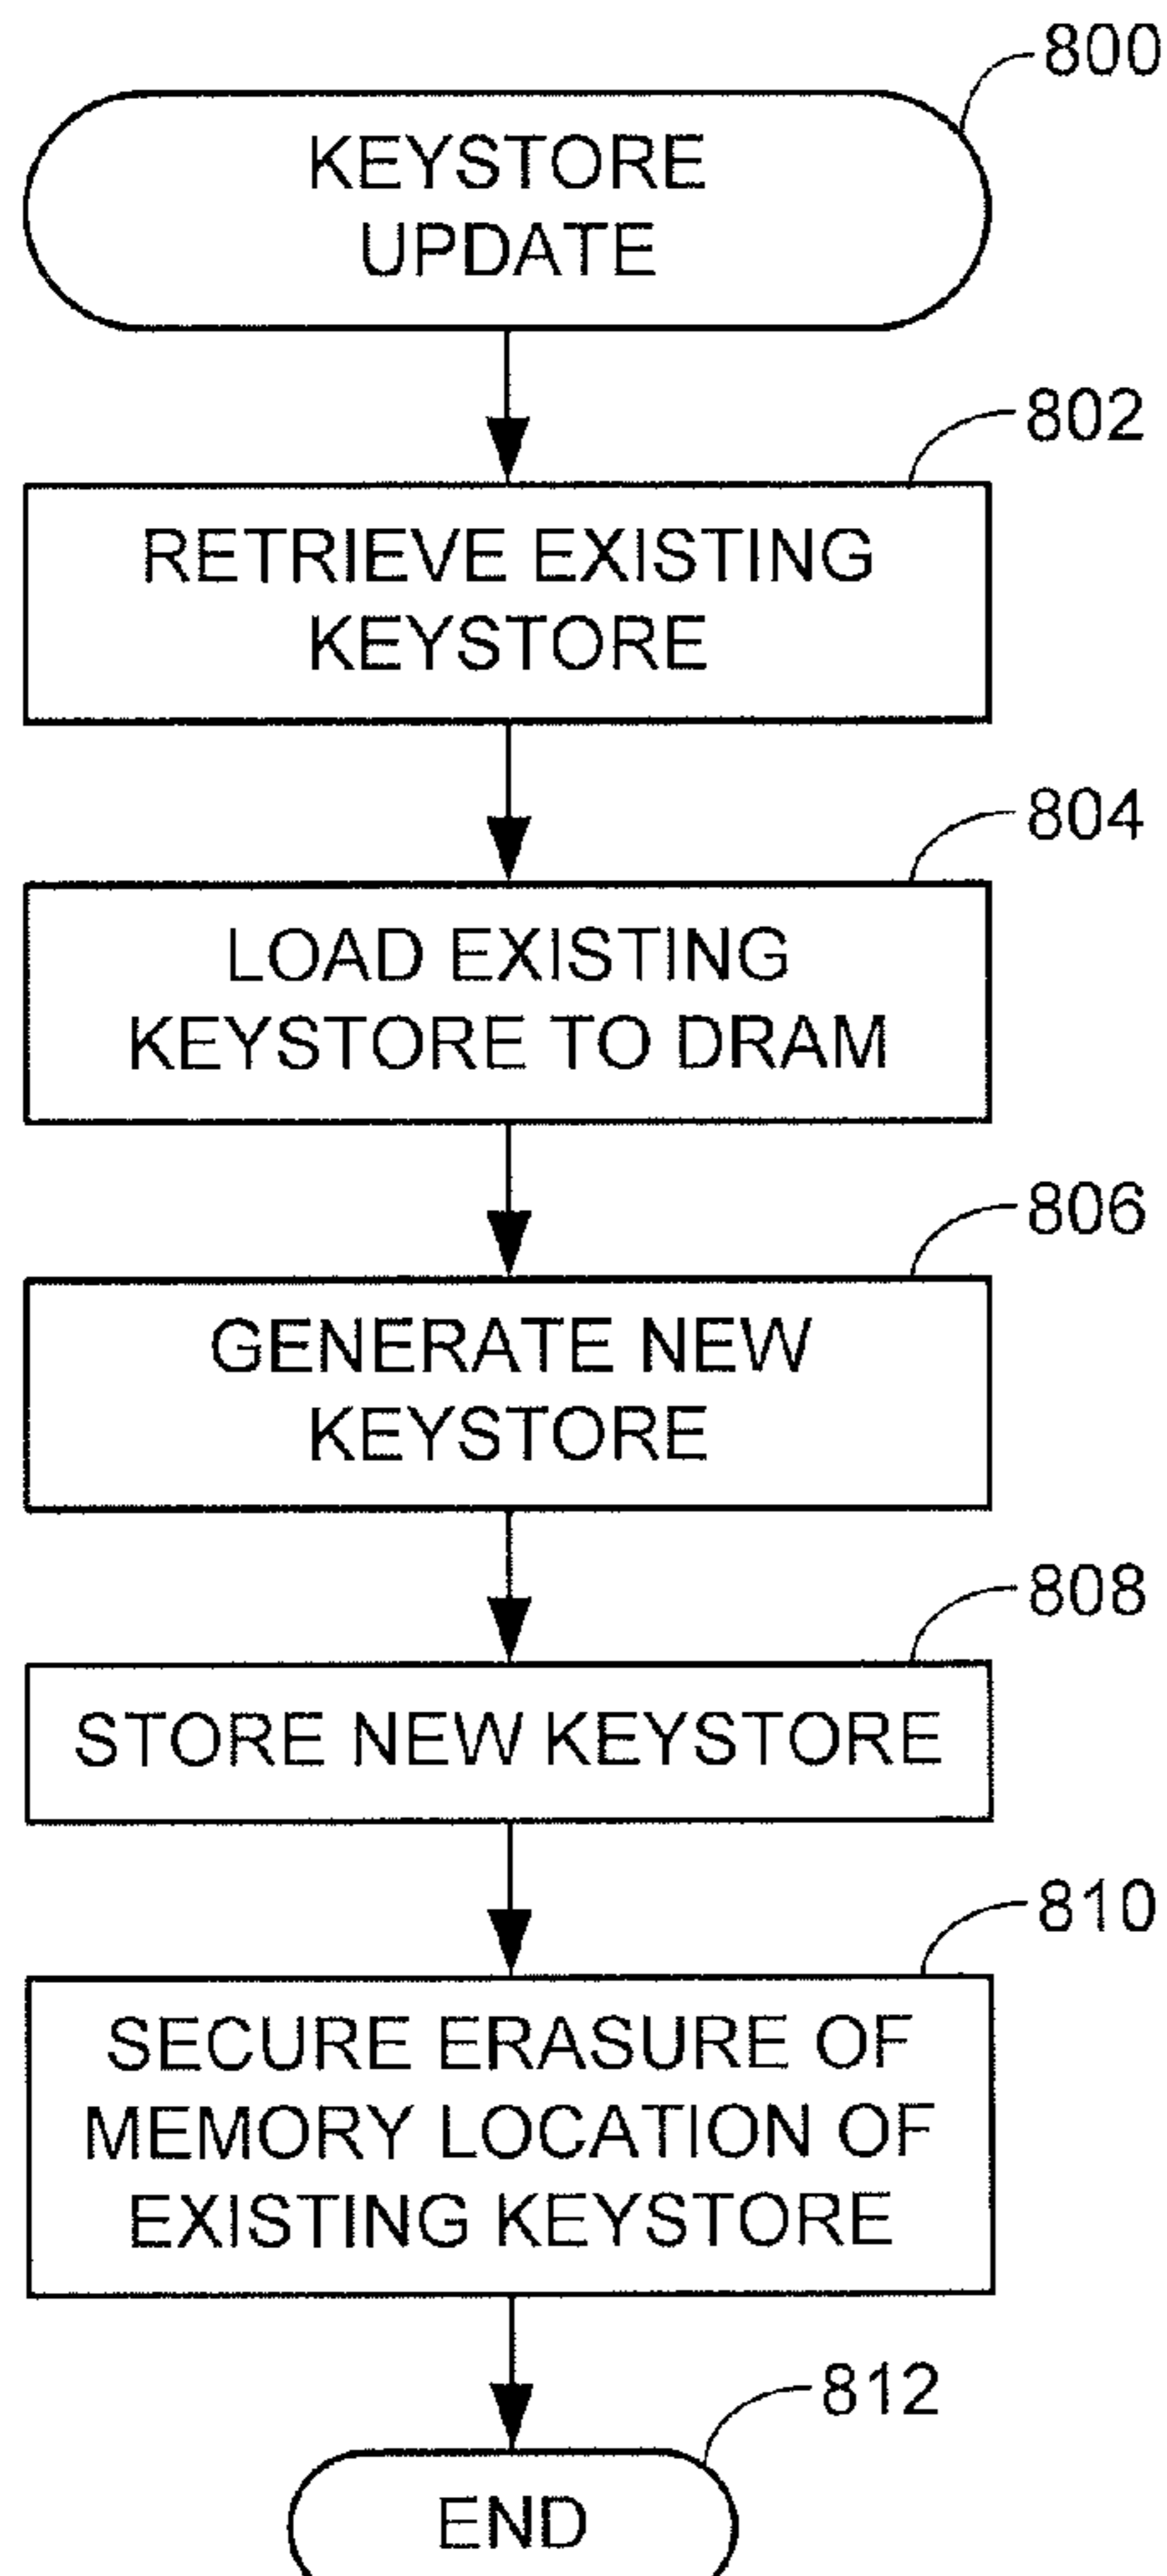 800
KEYSTORE
UPDATE
802
RETRIEVE EXISTING
KEYSTORE
804
LOAD EXISTING
KEYSTORE TO DRAM
806
GENERATE NEW
KEYSTORE
808
STORE NEW KEYSTORE
810
SECURE ERASURE OF
MEMORY LOCATION OF
EXISTING KEYSTORE
812
END